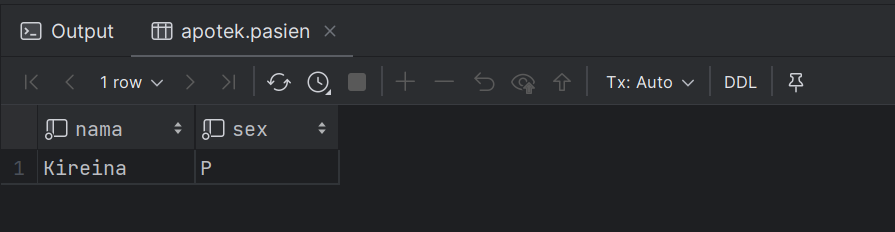 Output apotek.pasien
1 row Tx: Auto DDL
nama sex
1 Kireina P